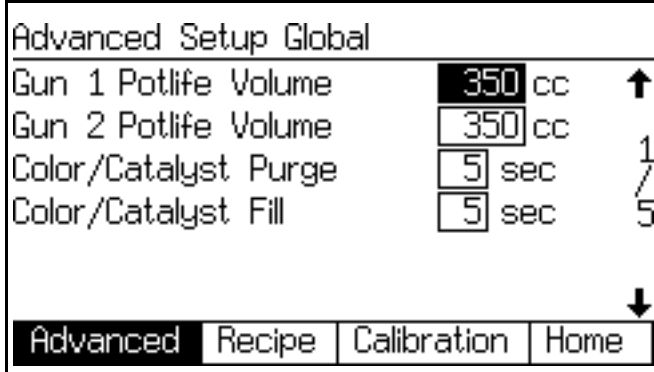 Advanced Setup Global
Gun 1 Potlife Volume 350 cc
Gun 2 Potlife Volume 350 cc
Color/Catalyst Purge 5 sec
Color/Catalyst Fill 5 sec
1/5
Advanced Recipe Calibration Home